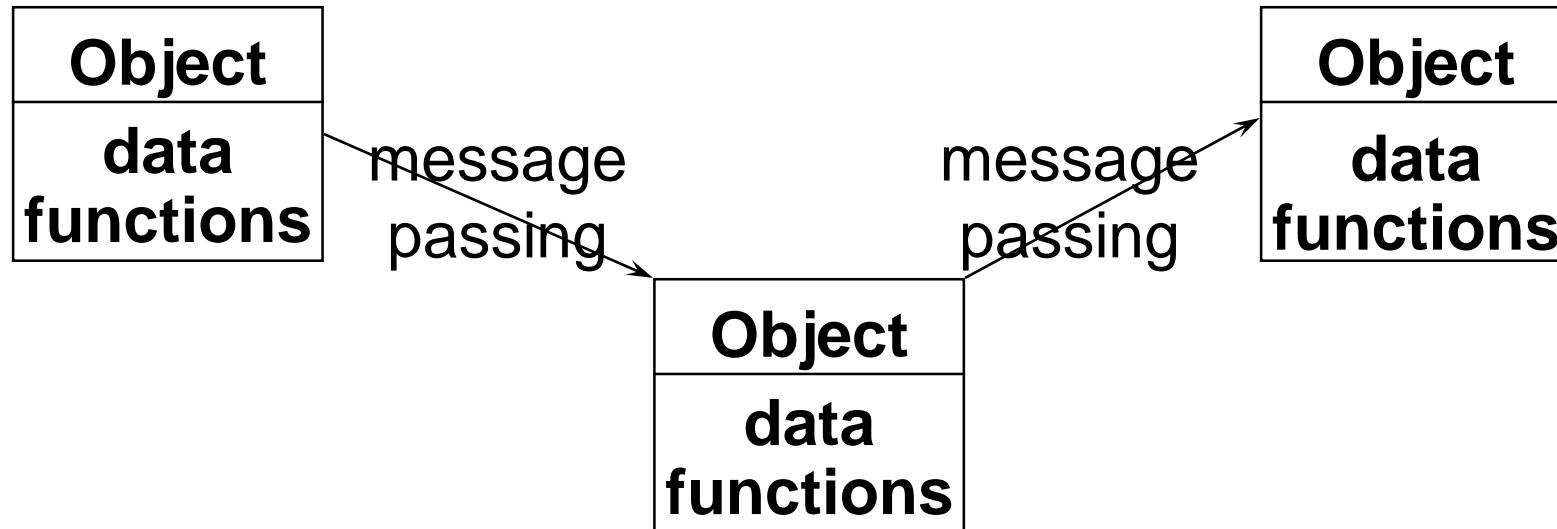 Object
data
functions
message
passing
message
passing
Object
data
functions
Object
data
functions